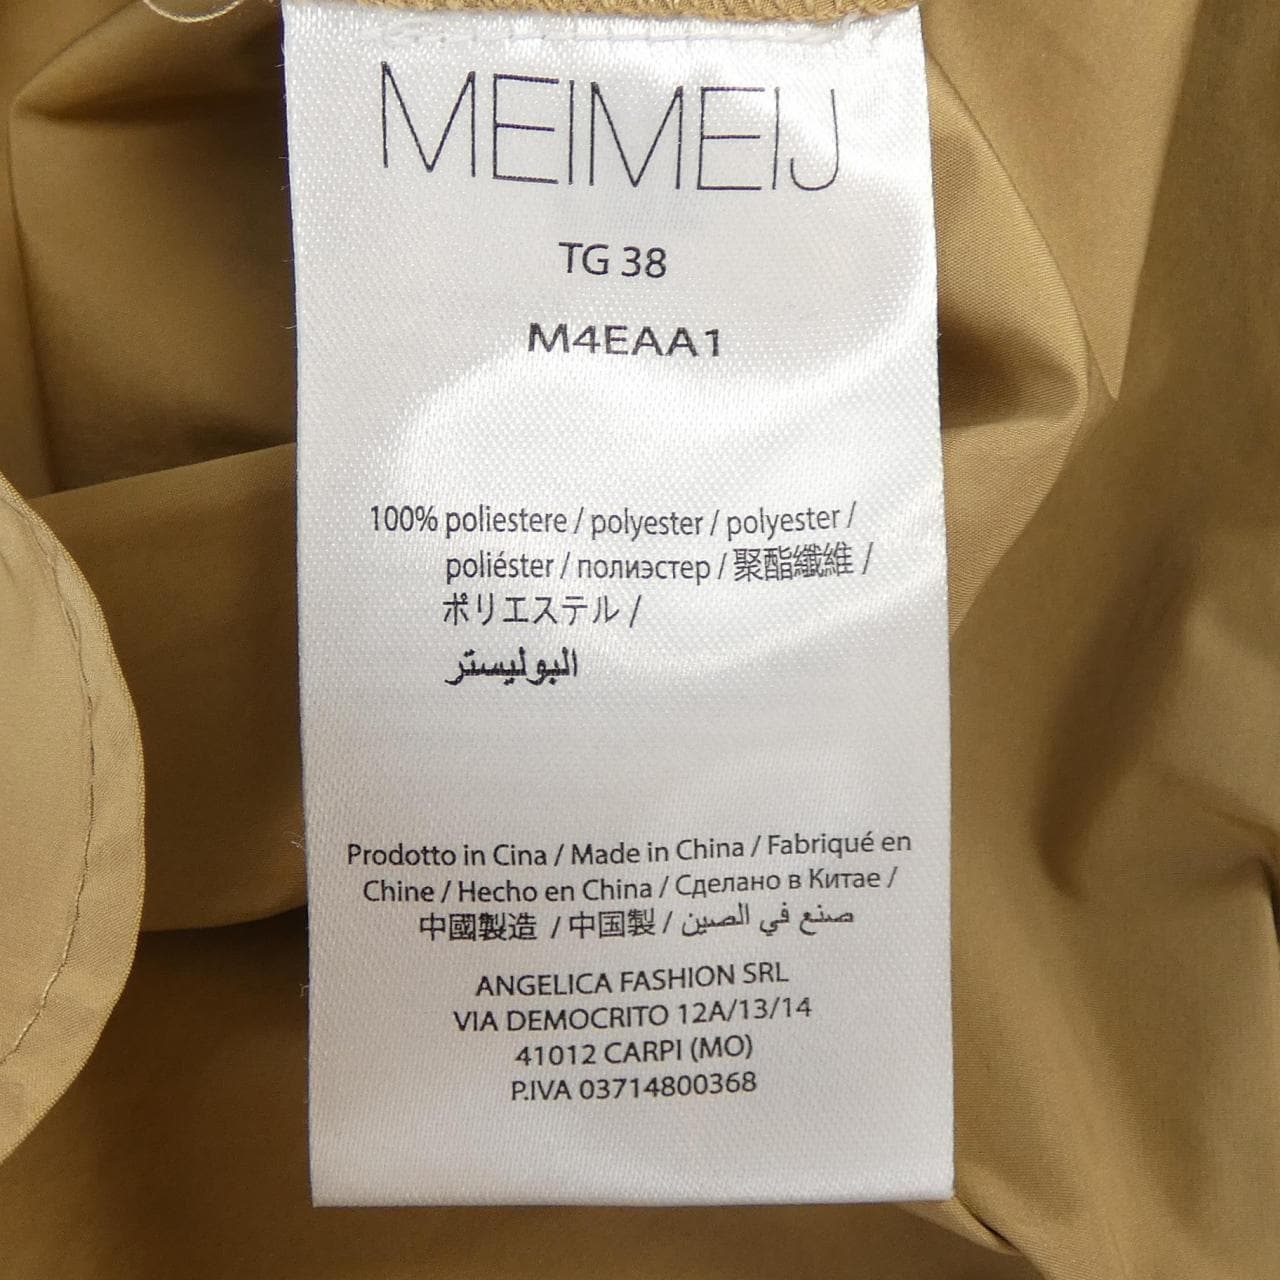 MEIMEIJ
TG 38
M4EAA1
100% poliestere / polyester / polyester /
poliéster / полиэстер / 聚酯纖維 /
ポリエステル /
البوليستر
Prodotto in Cina / Made in China / Fabriqué en
Chine / Hecho en China / Сделано в Китае /
中國製造 / 中国製 / صنع في الصين
ANGELICA FASHION SRL
VIA DEMOCRITO 12A/13/14
41012 CARPI (MO)
P.IVA 03714800368